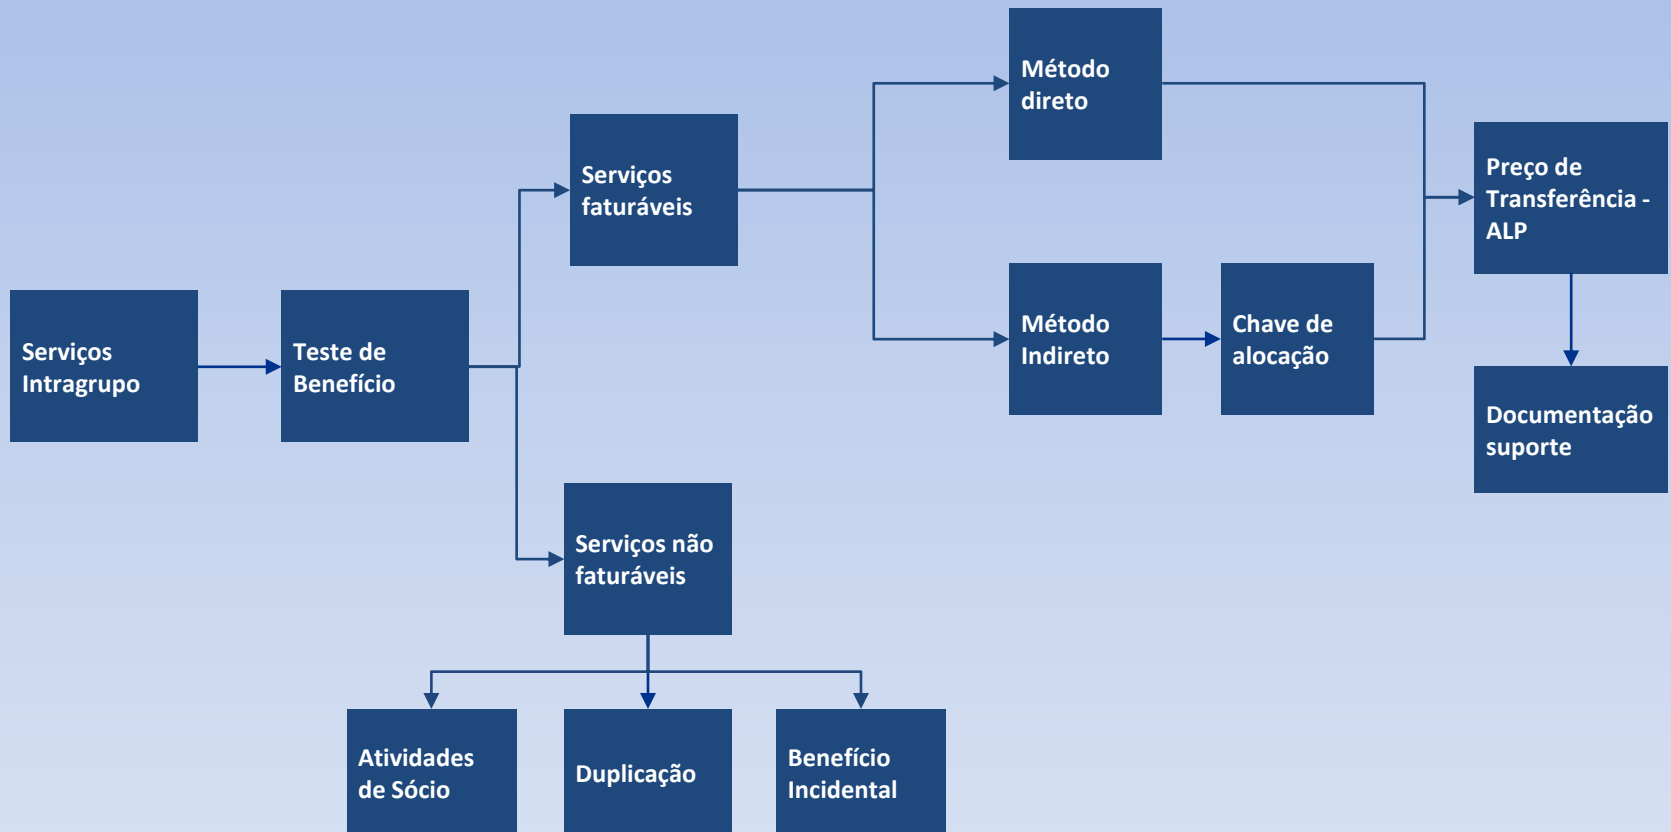 Serviços
Intragrupo
Teste de
Benefício
Serviços
faturáveis
Método
direto
Método
Indireto
Chave de
alocação
Preço de
Transferência -
ALP
Documentação
suporte
Serviços não
faturáveis
Atividades
de Sócio
Duplicação
Benefício
Incidental